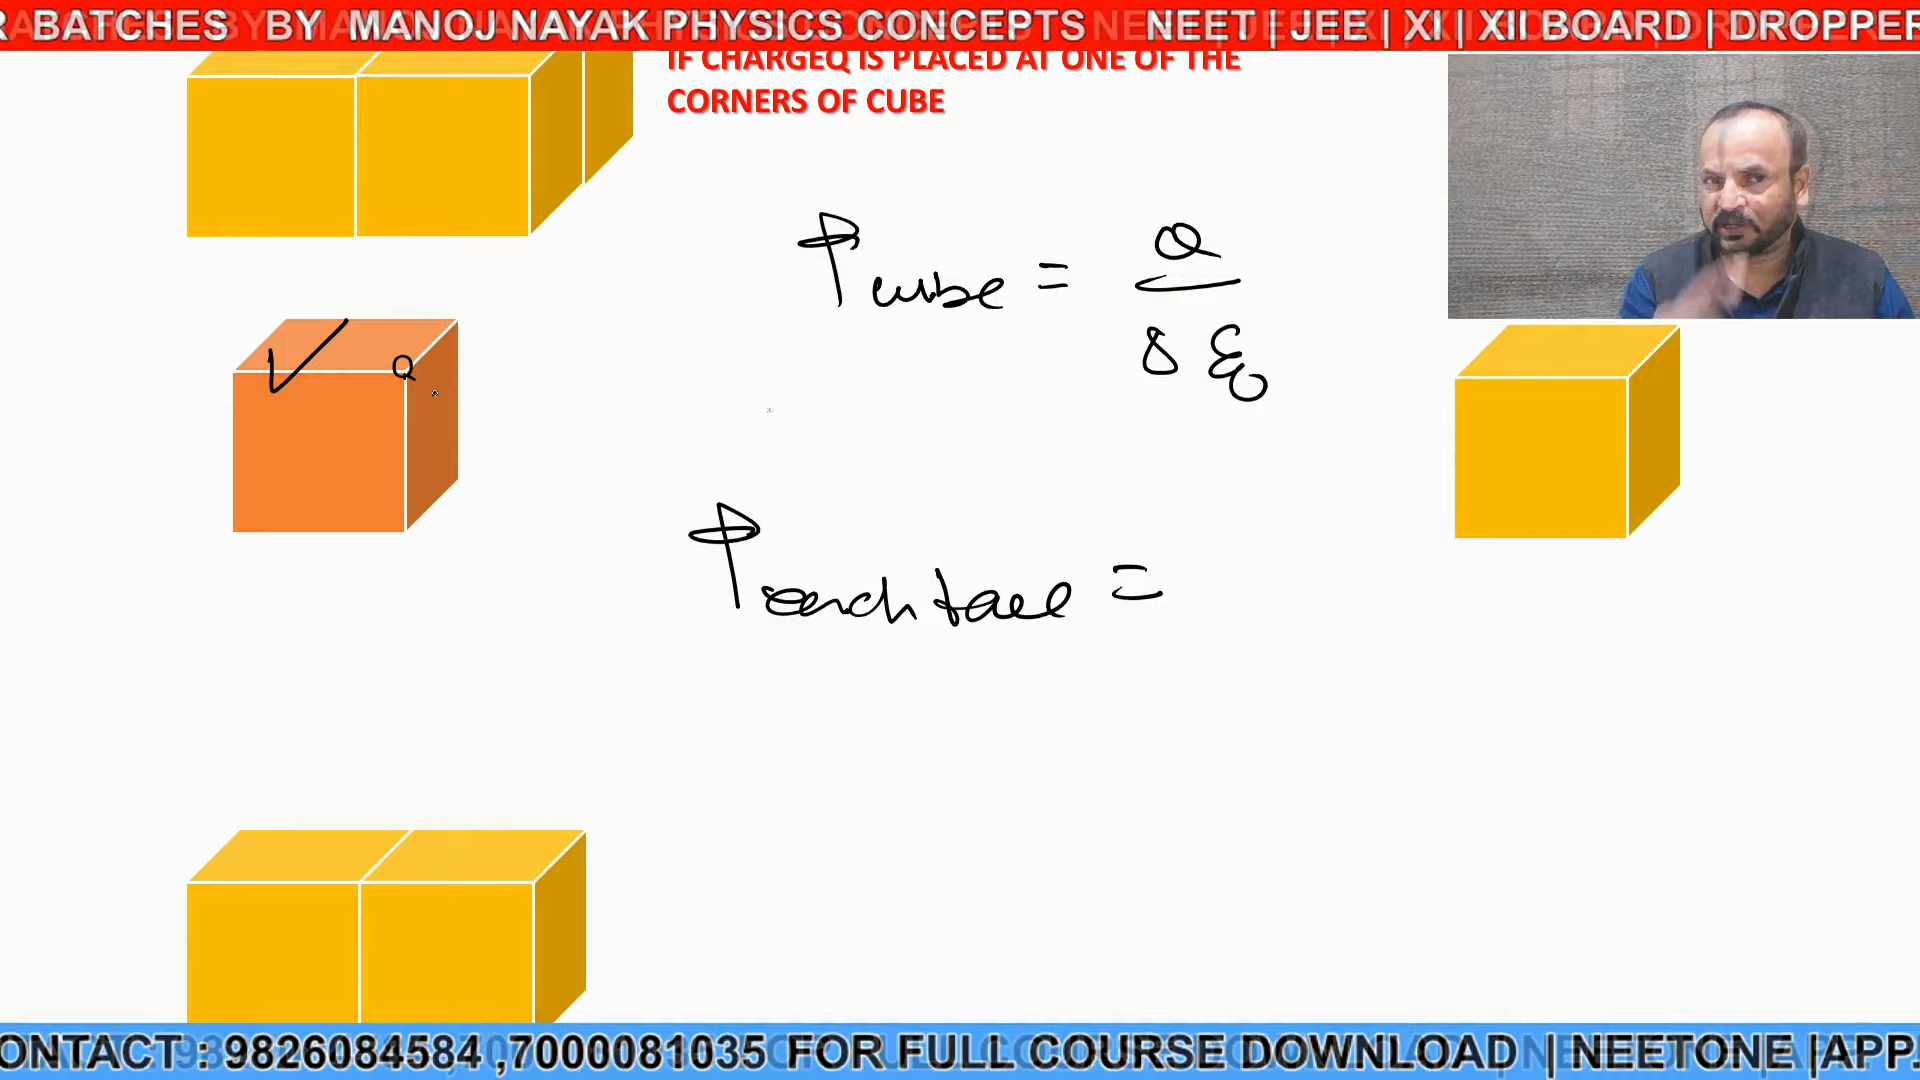 R BATCHES BY MANOJ NAYAK PHYSICS CONCEPTS NEET | JEE | XI | XII BOARD | DROPPER
IF CHARGEQ IS PLACED AT ONE OF THE
CORNERS OF CUBE
Φcube = Q
8 ε0
Q
Φeach face =
ONTACT : 9826084584 ,7000081035 FOR FULL COURSE DOWNLOAD | NEETONE |APP.